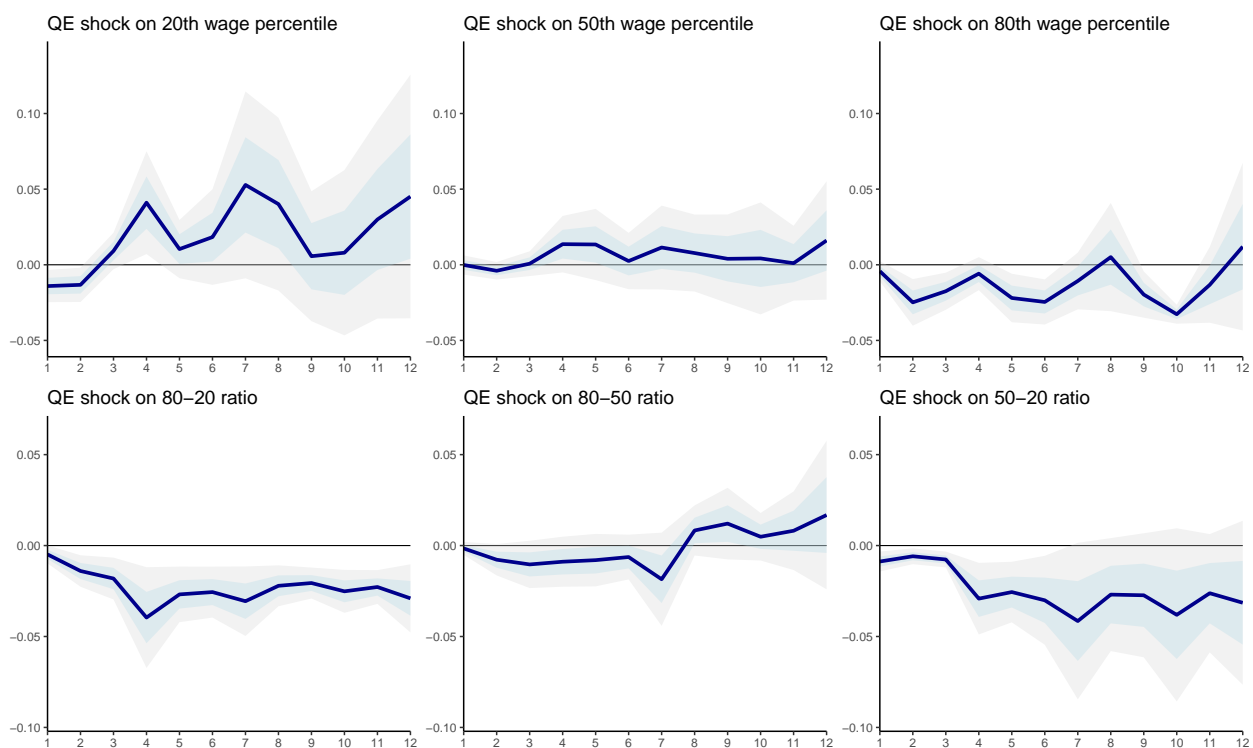 QE shock on 20th wage percentile
QE shock on 50th wage percentile
QE shock on 80th wage percentile
0.10
0.05
0.00
−0.05
1 2 3 4 5 6 7 8 9 10 11 12
0.10
0.05
0.00
−0.05
1 2 3 4 5 6 7 8 9 10 11 12
0.10
0.05
0.00
−0.05
1 2 3 4 5 6 7 8 9 10 11 12
QE shock on 80−20 ratio
QE shock on 80−50 ratio
QE shock on 50−20 ratio
0.05
0.00
−0.05
−0.10
1 2 3 4 5 6 7 8 9 10 11 12
0.05
0.00
−0.05
−0.10
1 2 3 4 5 6 7 8 9 10 11 12
0.05
0.00
−0.05
−0.10
1 2 3 4 5 6 7 8 9 10 11 12